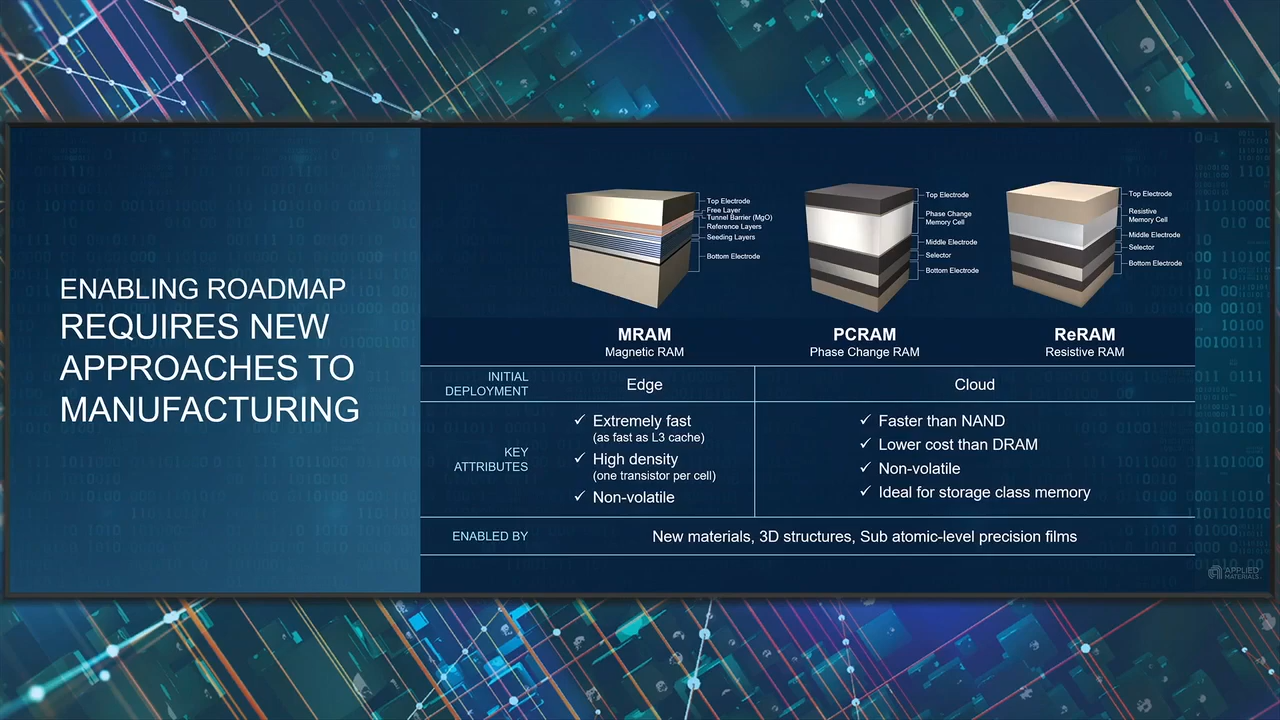 ENABLING ROADMAP
REQUIRES NEW
APPROACHES TO
MANUFACTURING
Top Electrode
Free Layer
Tunnel Barrier (MgO)
Reference Layers
Seeding Layers
Bottom Electrode
Top Electrode
Phase Change
Memory Cell
Middle Electrode
Selector
Bottom Electrode
Top Electrode
Resistive
Memory Cell
Middle Electrode
Selector
Bottom Electrode
MRAM
Magnetic RAM
PCRAM
Phase Change RAM
ReRAM
Resistive RAM
INITIAL
DEPLOYMENT
Edge
Cloud
KEY
ATTRIBUTES
✓ Extremely fast
(as fast as L3 cache)
✓ High density
(one transistor per cell)
✓ Non-volatile
✓ Faster than NAND
✓ Lower cost than DRAM
✓ Non-volatile
✓ Ideal for storage class memory
ENABLED BY
New materials, 3D structures, Sub atomic-level precision films
APPLIED
MATERIALS